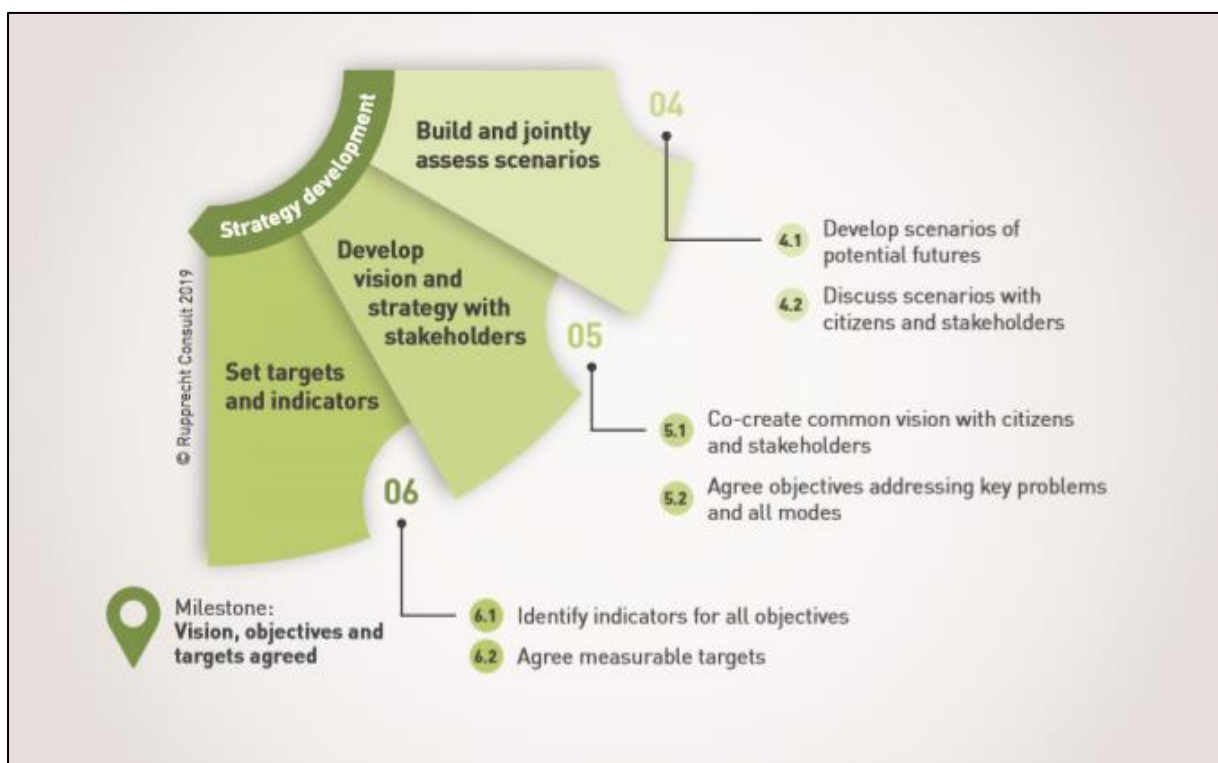 Strategy development
Build and jointly
assess scenarios
04
4.1 Develop scenarios of
potential futures
4.2 Discuss scenarios with
citizens and stakeholders
Develop
vision and
strategy with
stakeholders
05
5.1 Co-create common vision with citizens
and stakeholders
5.2 Agree objectives addressing key problems
and all modes
Set targets
and indicators
06
6.1 Identify indicators for all objectives
6.2 Agree measurable targets
Milestone:
Vision, objectives and
targets agreed
© Rupprecht Consult 2019